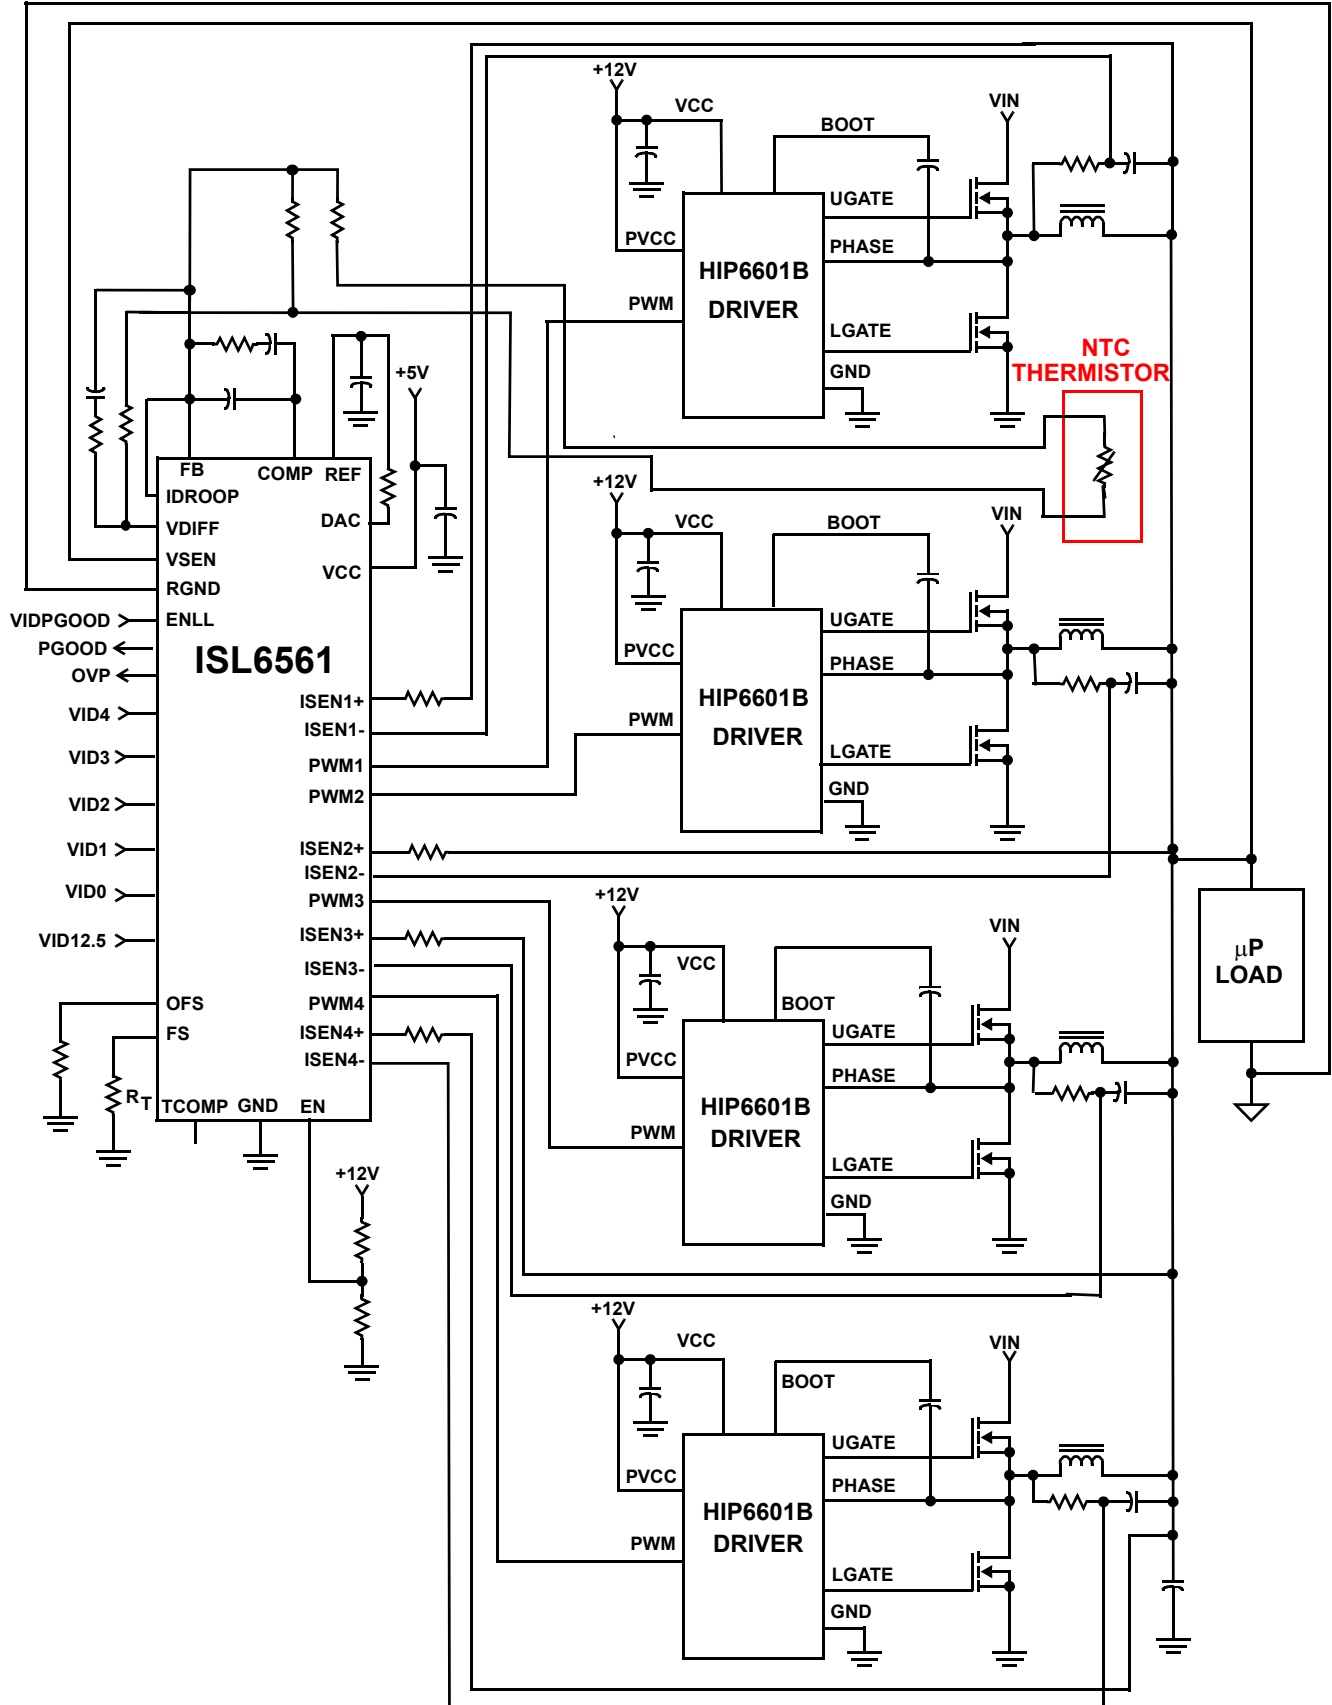 +12V
VCC
VIN
BOOT
UGATE
PVCC
PHASE
HIP6601B
DRIVER
PWM
LGATE
GND
NTC
THERMISTOR
+5V
FB
COMP
REF
IDROOP
VDIFF
DAC
VSEN
VCC
RGND
VIDPGOOD
ENLL
PGOOD
OVP
ISL6561
VID4
VID3
VID2
VID1
VID0
VID12.5
OFS
FS
RT
TCOMP
GND
EN
+12V
ISEN1+
ISEN1-
PWM1
PWM2
ISEN2+
ISEN2-
PWM3
ISEN3+
ISEN3-
PWM4
ISEN4+
ISEN4-
+12V
VCC
BOOT
VIN
UGATE
PVCC
PHASE
HIP6601B
DRIVER
PWM
LGATE
GND
+12V
VCC
VIN
BOOT
UGATE
PVCC
PHASE
HIP6601B
DRIVER
PWM
LGATE
GND
µP
LOAD
+12V
VCC
VIN
BOOT
UGATE
PVCC
PHASE
HIP6601B
DRIVER
PWM
LGATE
GND